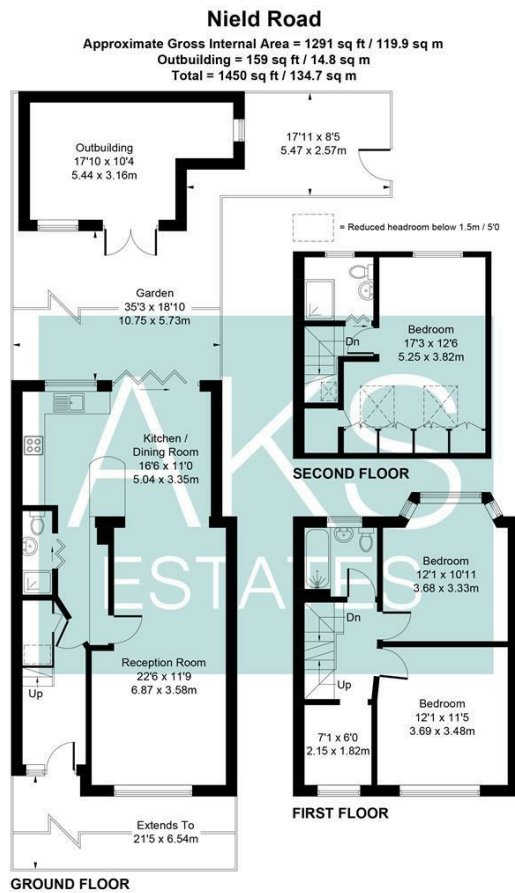 Nield Road
Approximate Gross Internal Area = 1291 sq ft / 119.9 sq m
Outbuilding = 159 sq ft / 14.8 sq m
Total = 1450 sq ft / 134.7 sq m
Outbuilding
17'10 x 10'4
5.44 x 3.16m
17'11 x 8'5
5.47 x 2.57m
= Reduced headroom below 1.5m / 5'0
Garden
35'3 x 18'10
10.75 x 5.73m
Dn
Bedroom
17'3 x 12'6
5.25 x 3.82m
SECOND FLOOR
Kitchen /
Dining Room
16'6 x 11'0
5.04 x 3.35m
AKS
ESTATES
Reception Room
22'6 x 11'9
6.87 x 3.58m
Up
Bedroom
12'1 x 10'11
3.68 x 3.33m
Dn
Up
Bedroom
12'1 x 11'5
3.69 x 3.48m
7'1 x 6'0
2.15 x 1.82m
FIRST FLOOR
Extends To
21'5 x 6.54m
GROUND FLOOR